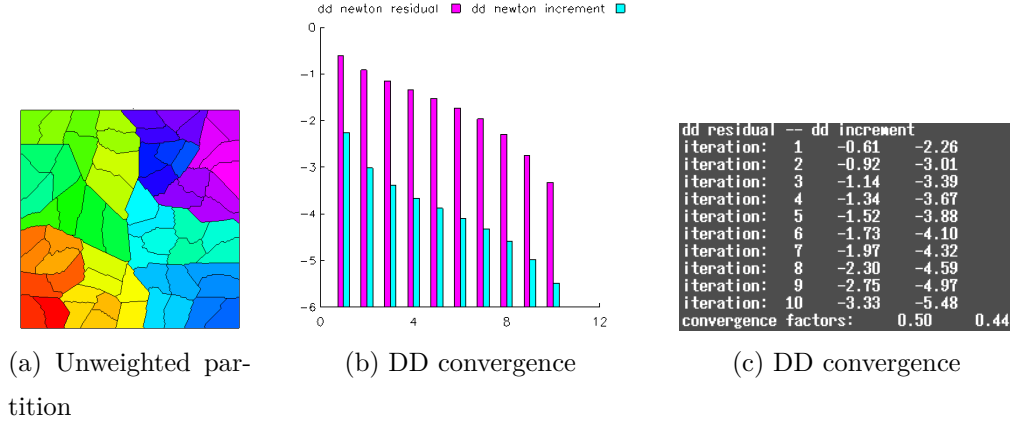 dd newton residual dd newton increment
0
-1
-2
-3
-4
-5
-6
0 4 8 12
dd residual -- dd increment
iteration: 1 -0.61 -2.26
iteration: 2 -0.92 -3.01
iteration: 3 -1.14 -3.39
iteration: 4 -1.34 -3.67
iteration: 5 -1.52 -3.88
iteration: 6 -1.73 -4.10
iteration: 7 -1.97 -4.32
iteration: 8 -2.30 -4.59
iteration: 9 -2.75 -4.97
iteration: 10 -3.33 -5.48
convergence factors: 0.50 0.44
(a) Unweighted par-
tition
(b) DD convergence
(c) DD convergence